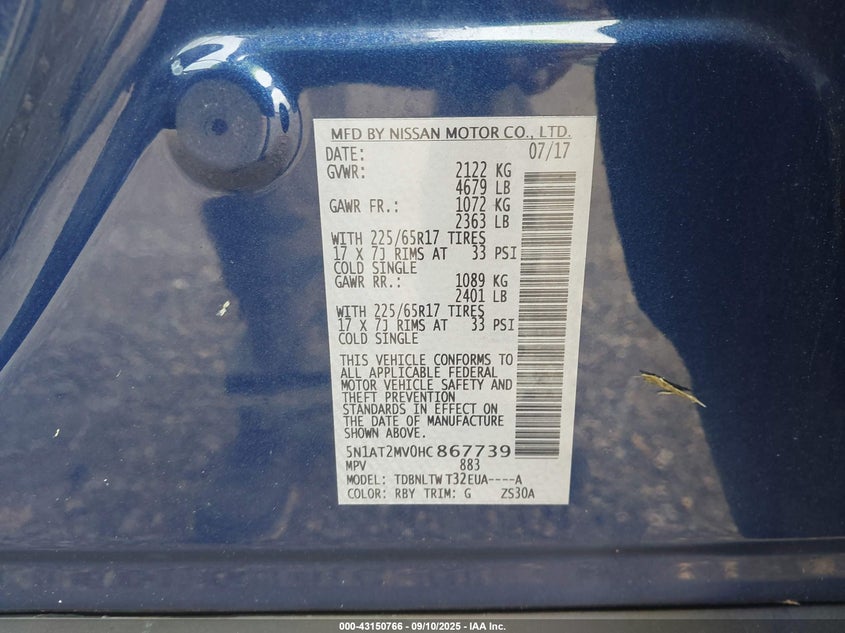 MFD BY NISSAN MOTOR CO., LTD.
DATE: 07/17
GVWR: 2122 KG
4679 LB
GAWR FR.: 1072 KG
2363 LB
WITH 225/65R17 TIRES
17 X 7J RIMS AT 33 PSI
COLD SINGLE
GAWR RR.: 1089 KG
2401 LB
WITH 225/65R17 TIRES
17 X 7J RIMS AT 33 PSI
COLD SINGLE
THIS VEHICLE CONFORMS TO
ALL APPLICABLE FEDERAL
MOTOR VEHICLE SAFETY AND
THEFT PREVENTION
STANDARDS IN EFFECT ON
THE DATE OF MANUFACTURE
SHOWN ABOVE.
5N1AT2MV0HC867739
MPV 883
MODEL: TDBNLTW T32EUA----A
COLOR: RBY TRIM: G ZS30A
000-43150766 - 09/10/2025 - IAA Inc.